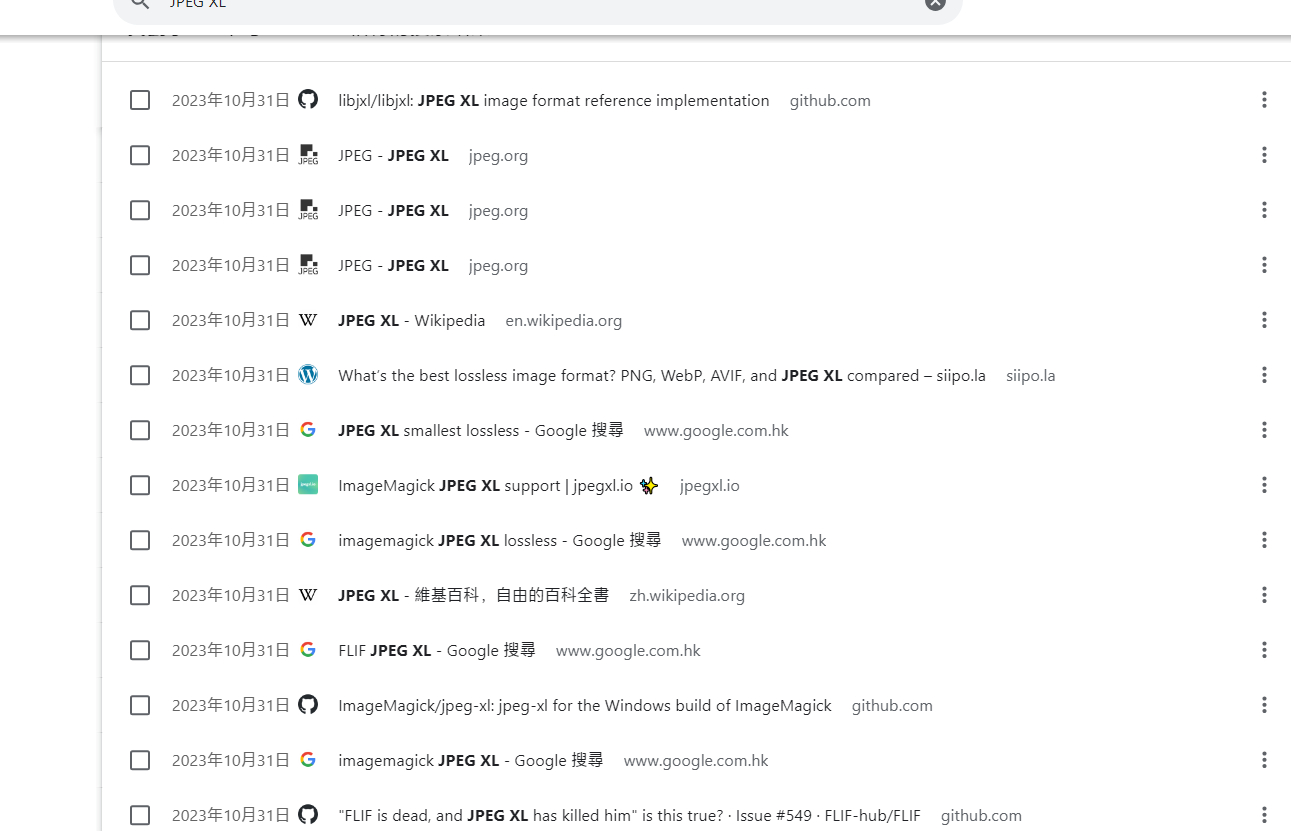 JPEG XL
2023年10月31日 libjxl/libjxl: JPEG XL image format reference implementation github.com
2023年10月31日 JPEG JPEG - JPEG XL jpeg.org
2023年10月31日 JPEG JPEG - JPEG XL jpeg.org
2023年10月31日 JPEG JPEG - JPEG XL jpeg.org
2023年10月31日 W JPEG XL - Wikipedia en.wikipedia.org
2023年10月31日 What's the best lossless image format? PNG, WebP, AVIF, and JPEG XL compared – siipo.la siipo.la
2023年10月31日 JPEG XL smallest lossless - Google 搜尋 www.google.com.hk
2023年10月31日 ImageMagick JPEG XL support | jpegxl.io ✨ jpegxl.io
2023年10月31日 imagemagick JPEG XL lossless - Google 搜尋 www.google.com.hk
2023年10月31日 W JPEG XL - 維基百科，自由的百科全書 zh.wikipedia.org
2023年10月31日 FLIF JPEG XL - Google 搜尋 www.google.com.hk
2023年10月31日 ImageMagick/jpeg-xl: jpeg-xl for the Windows build of ImageMagick github.com
2023年10月31日 imagemagick JPEG XL - Google 搜尋 www.google.com.hk
2023年10月31日 "FLIF is dead, and JPEG XL has killed him" is this true? · Issue #549 · FLIF-hub/FLIF github.com